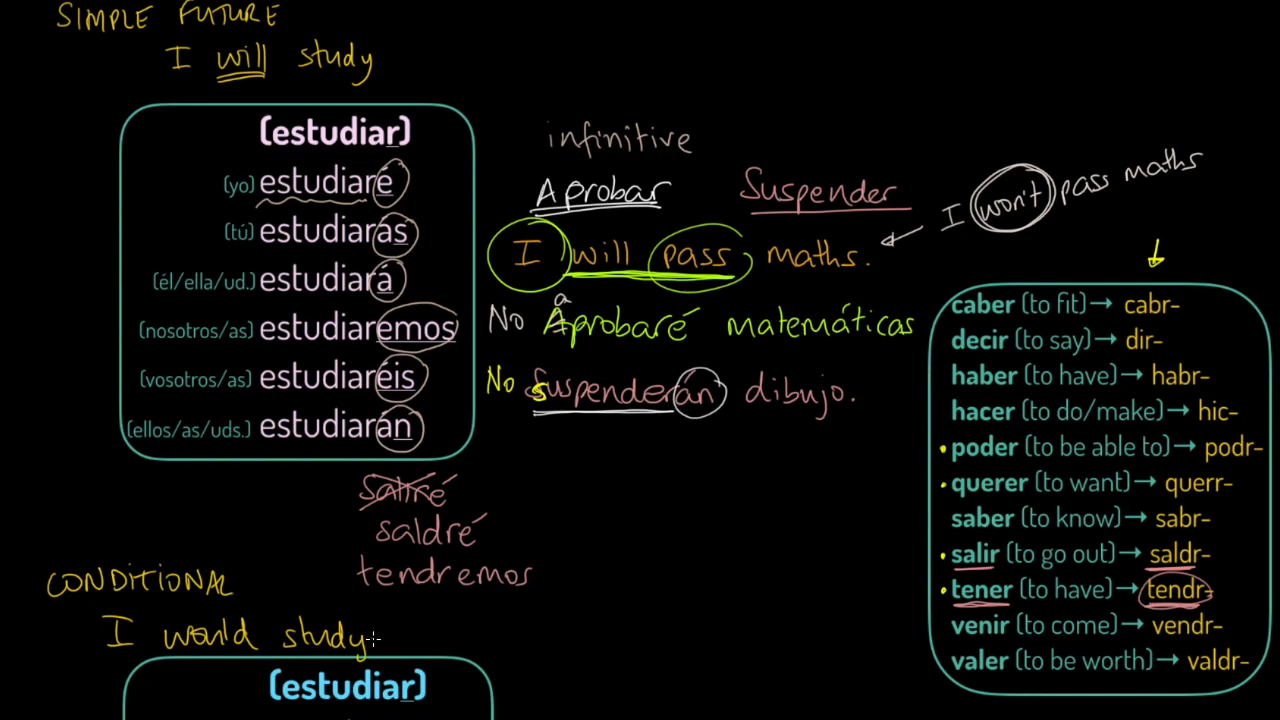 SIMPLE FUTURE
I will study
(estudiar)
(yo) estudiaré
(tú) estudiarás
(él/ella/ud.) estudiará
(nosotros/as) estudiaremos
(vosotros/as) estudiaréis
(ellos/as/uds.) estudiarán
infinitive
Aprobar Suspender
I won't pass maths
I will pass maths.
No aprobaré matemáticas
No suspenderán dibujo.
saliré
saldré
tendremos
caber (to fit)→ cabr-
decir (to say)→ dir-
haber (to have)→ habr-
hacer (to do/make)→ hic-
poder (to be able to)→ podr-
querer (to want)→ querr-
saber (to know)→ sabr-
salir (to go out)→ saldr-
tener (to have)→ tendr-
venir (to come)→ vendr-
valer (to be worth)→ valdr-
CONDITIONAL
I would study
(estudiar)